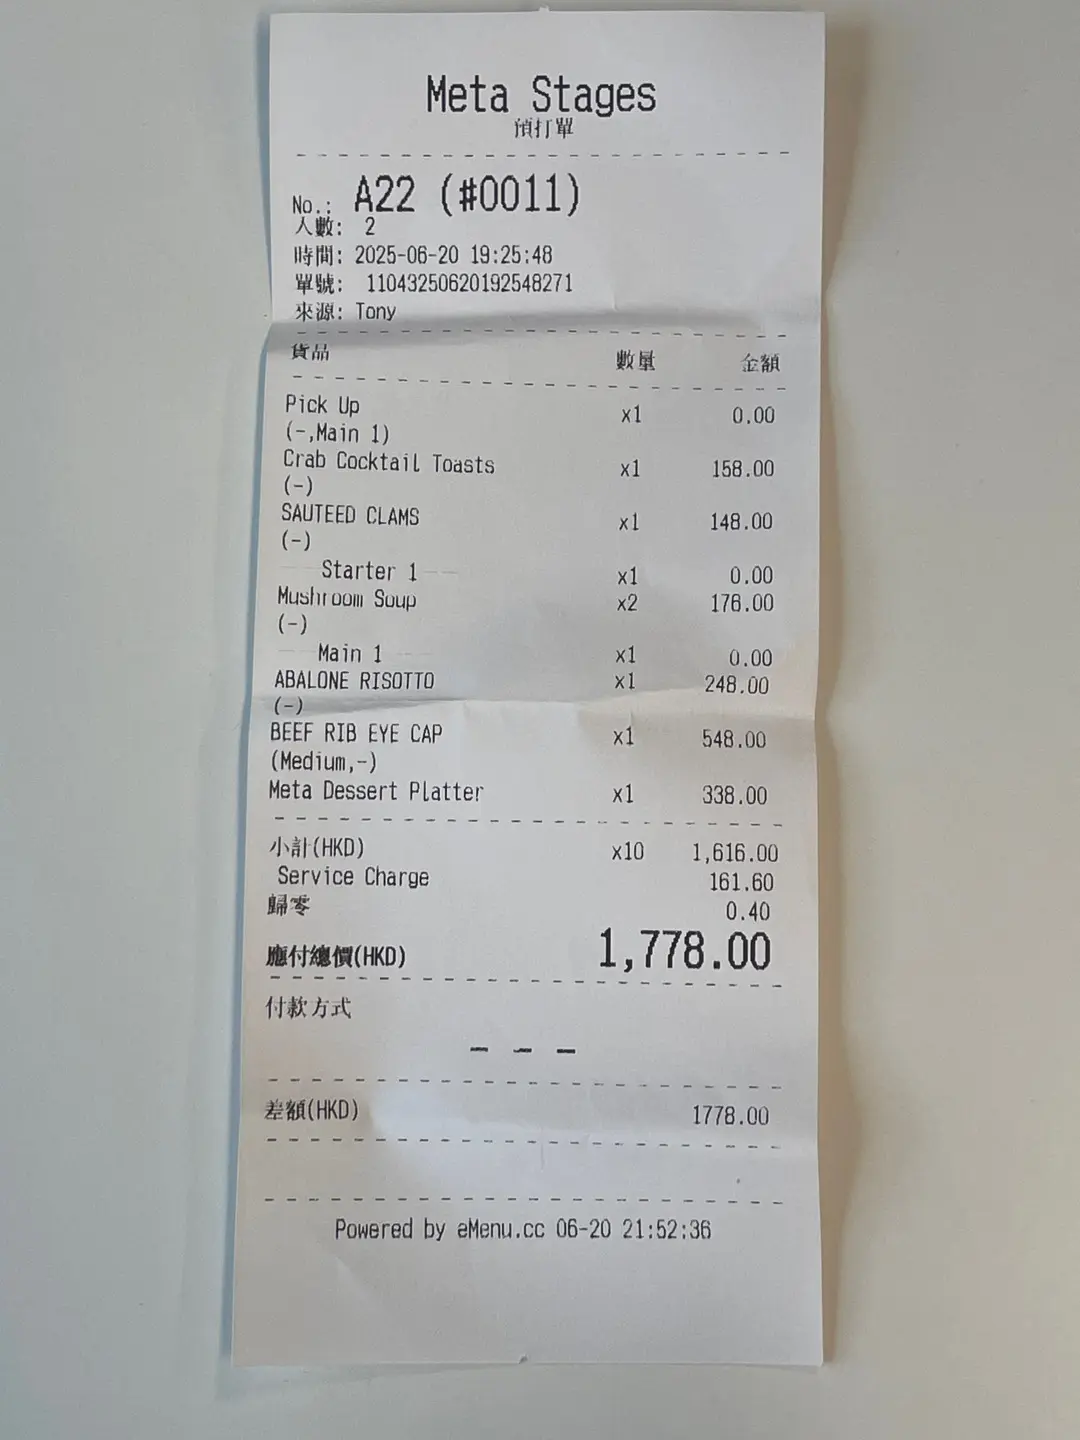 Meta Stages
預打單
No.: A22 (#0011)
人數: 2
時間: 2025-06-20 19:25:48
單號: 11043250620192548271
來源: Tony
貨品 數量 金額
Pick Up x1 0.00
(-,Main 1)
Crab Cocktail Toasts x1 158.00
(-)
SAUTEED CLAMS x1 148.00
(-)
Starter 1 x1 0.00
Mushroom Soup x2 176.00
(-)
Main 1 x1 0.00
ABALONE RISOTTO x1 248.00
(-)
BEEF RIB EYE CAP x1 548.00
(Medium,-)
Meta Dessert Platter x1 338.00
小計(HKD) x10 1,616.00
Service Charge 161.60
歸零 0.40
應付總價(HKD) 1,778.00
付款方式
– – –
差額(HKD) 1778.00
Powered by eMenu.cc 06-20 21:52:36